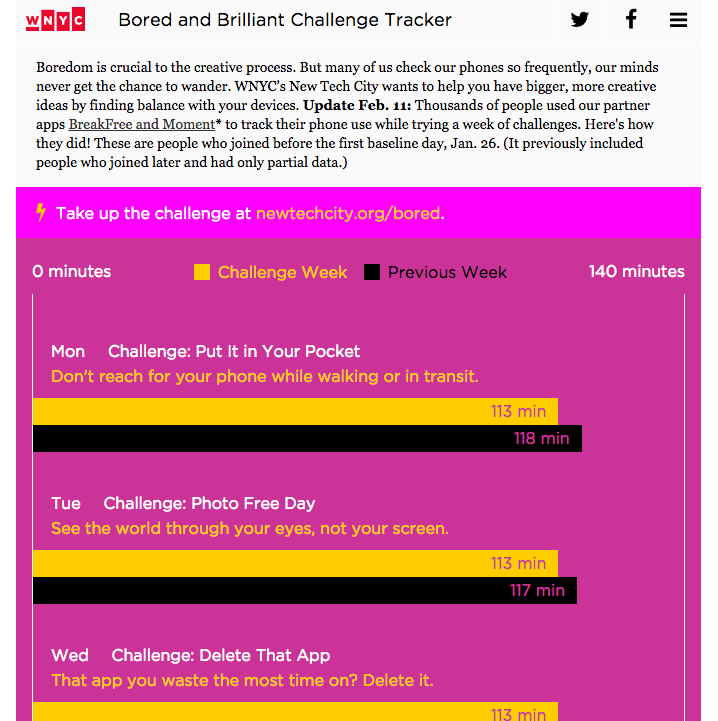 WNYC Bored and Brilliant Challenge Tracker
Boredom is crucial to the creative process. But many of us check our phones so frequently, our minds
never get the chance to wander. WNYC's New Tech City wants to help you have bigger, more creative
ideas by finding balance with your devices. Update Feb. 11: Thousands of people used our partner
apps BreakFree and Moment* to track their phone use while trying a week of challenges. Here's how
they did! These are people who joined before the first baseline day, Jan. 26. (It previously included
people who joined later and had only partial data.)
Take up the challenge at newtechcity.org/bored.
0 minutes Challenge Week Previous Week 140 minutes
Mon Challenge: Put It in Your Pocket
Don't reach for your phone while walking or in transit.
113 min
118 min
Tue Challenge: Photo Free Day
See the world through your eyes, not your screen.
113 min
117 min
Wed Challenge: Delete That App
That app you waste the most time on? Delete it.
113 min